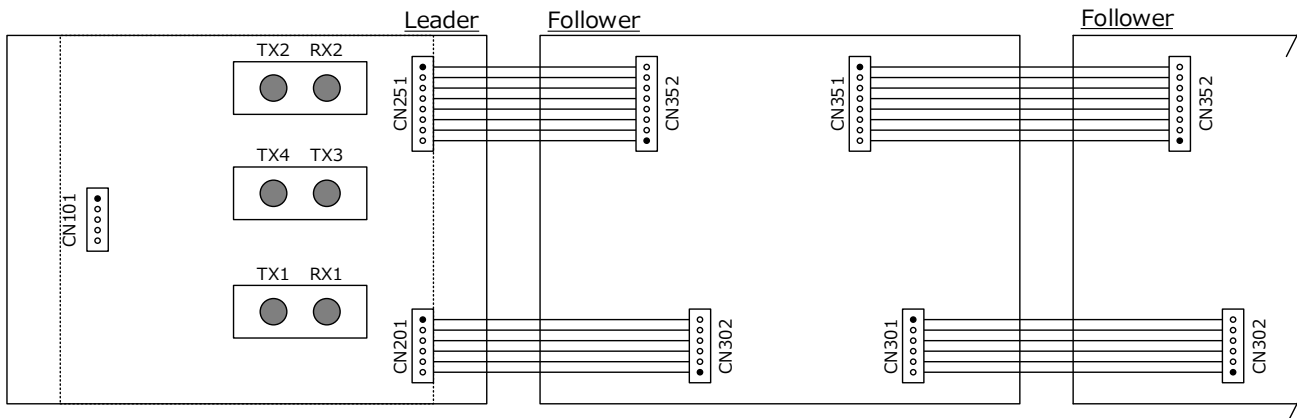 Leader
Follower
Follower
TX2 RX2
CN251
CN352
CN351
CN352
TX4 TX3
CN101
TX1 RX1
CN201
CN302
CN301
CN302